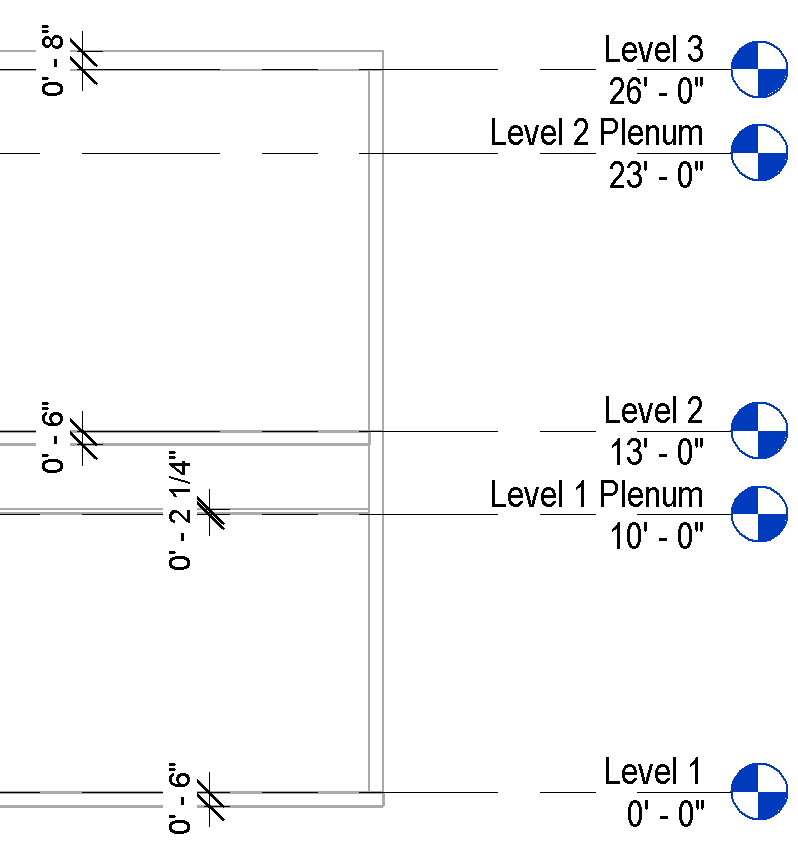 0' - 8"
Level 3
26' - 0"
Level 2 Plenum
23' - 0"
0' - 6"
Level 2
13' - 0"
0' - 2 1/4"
Level 1 Plenum
10' - 0"
0' - 6"
Level 1
0' - 0"